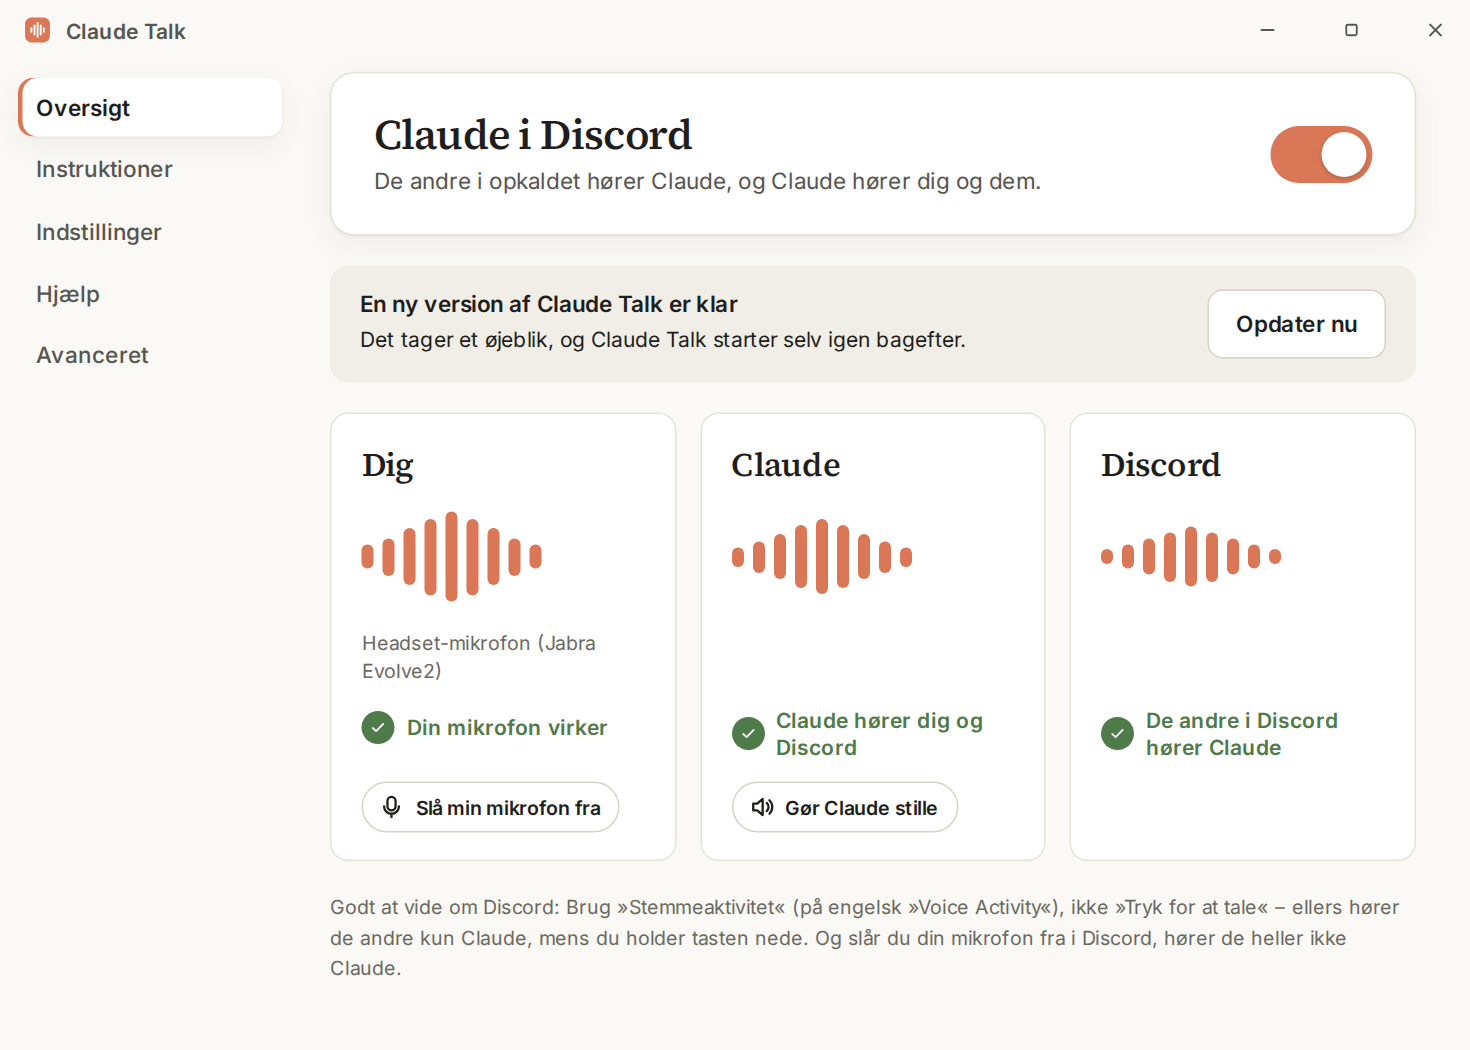 Claude Talk
Oversigt
Instruktioner
Indstillinger
Hjælp
Avanceret
Claude i Discord
De andre i opkaldet hører Claude, og Claude hører dig og dem.
En ny version af Claude Talk er klar
Det tager et øjeblik, og Claude Talk starter selv igen bagefter.
Opdater nu
Dig
Headset-mikrofon (Jabra
Evolve2)
Din mikrofon virker
Slå min mikrofon fra
Claude
Claude hører dig og
Discord
Gør Claude stille
Discord
De andre i Discord
hører Claude
Godt at vide om Discord: Brug »Stemmeaktivitet« (på engelsk »Voice Activity«), ikke »Tryk for at tale« – ellers hører
de andre kun Claude, mens du holder tasten nede. Og slår du din mikrofon fra i Discord, hører de heller ikke
Claude.